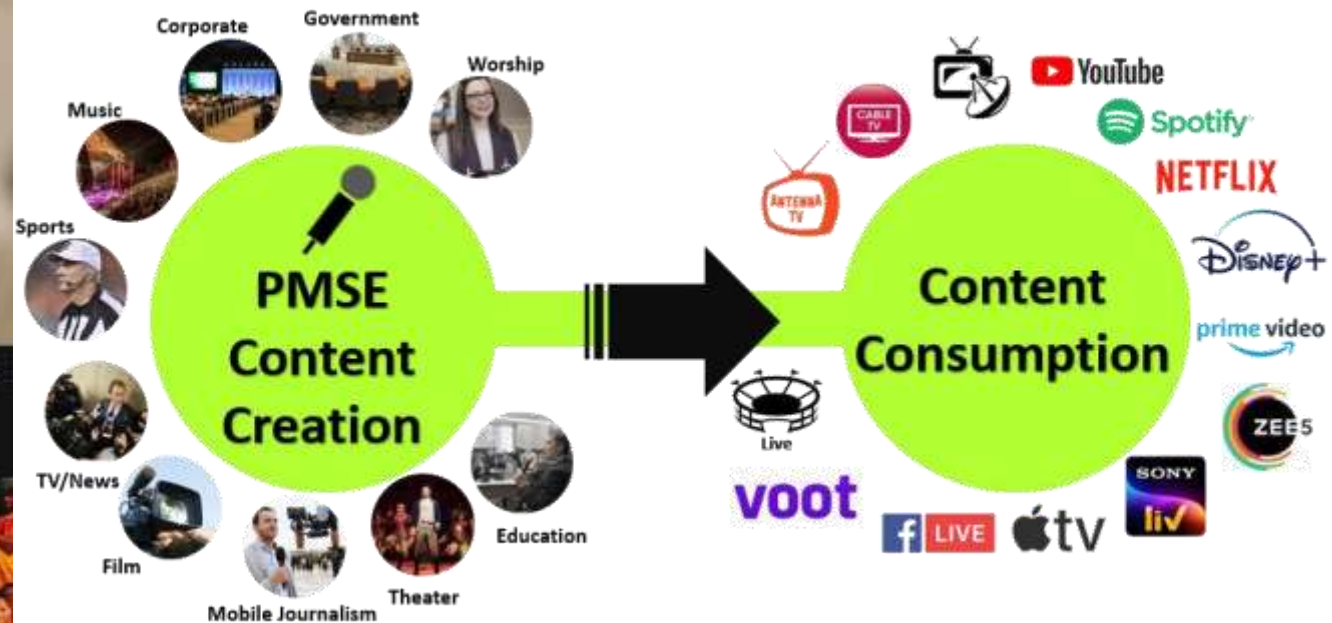 Corporate
Government
Worship
Music
Sports
TV/News
Film
Mobile Journalism
Theater
Education
PMSE
Content
Creation
CABLE
TV
ANTENNA
TV
YouTube
Spotify
NETFLIX
Disney+
prime video
ZEE5
SONY
liv
tv
f LIVE
voot
Live
Content
Consumption